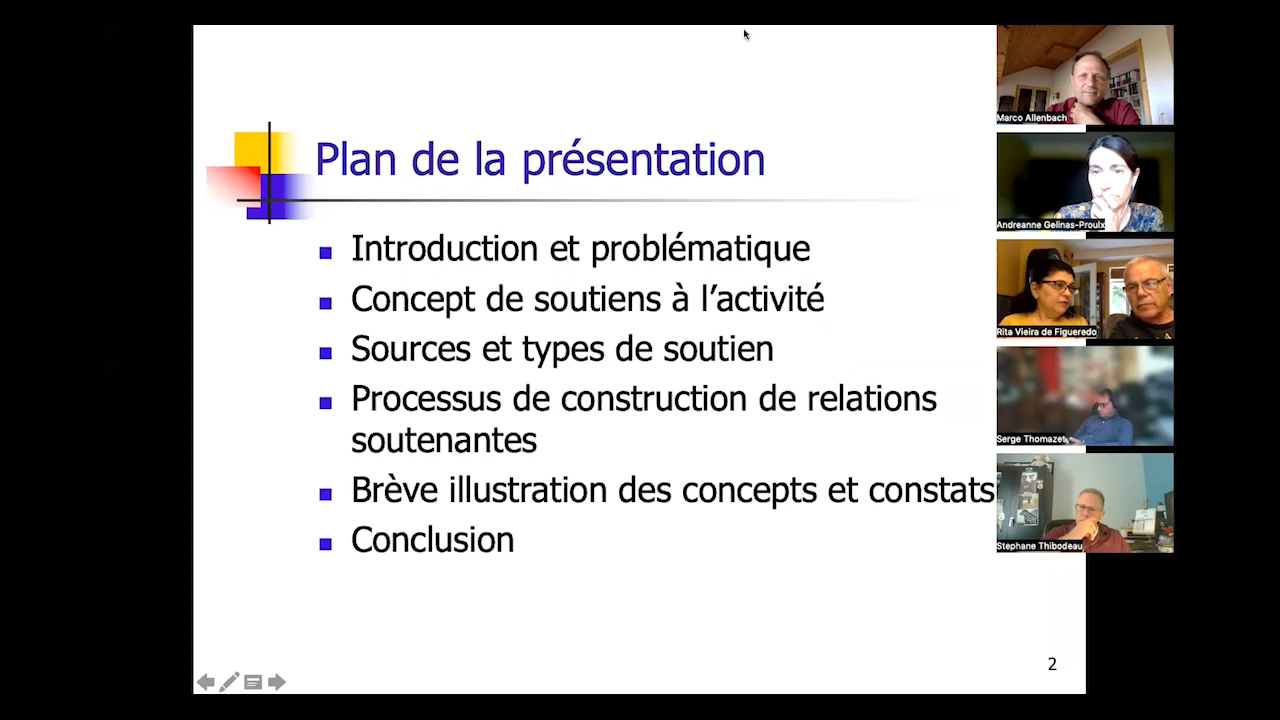 Plan de la présentation
Introduction et problématique
Concept de soutiens à l’activité
Sources et types de soutien
Processus de construction de relations
soutenantes
Brève illustration des concepts et constats
Conclusion
2
Marco Allenbach
Andreanne Gelinas-Proulx
Rita Vieira de Figueredo
Serge Thomazet
Stephane Thibodeau